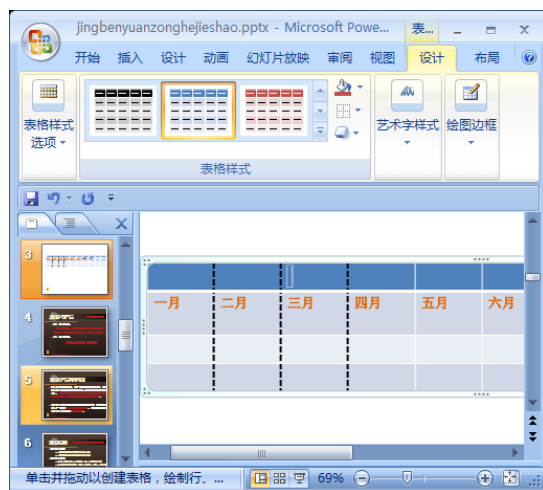 jingbenyuanzonghejieshao.pptx - Microsoft Powe...
表...
开始 插入 设计 动画 幻灯片放映 审阅 视图 设计 布局
表格样式
选项
艺术字样式
绘图边框
表格样式
3
一月 二月 三月 四月 五月 六月
4
5
6
单击并拖动以创建表格，绘制行、... 69%